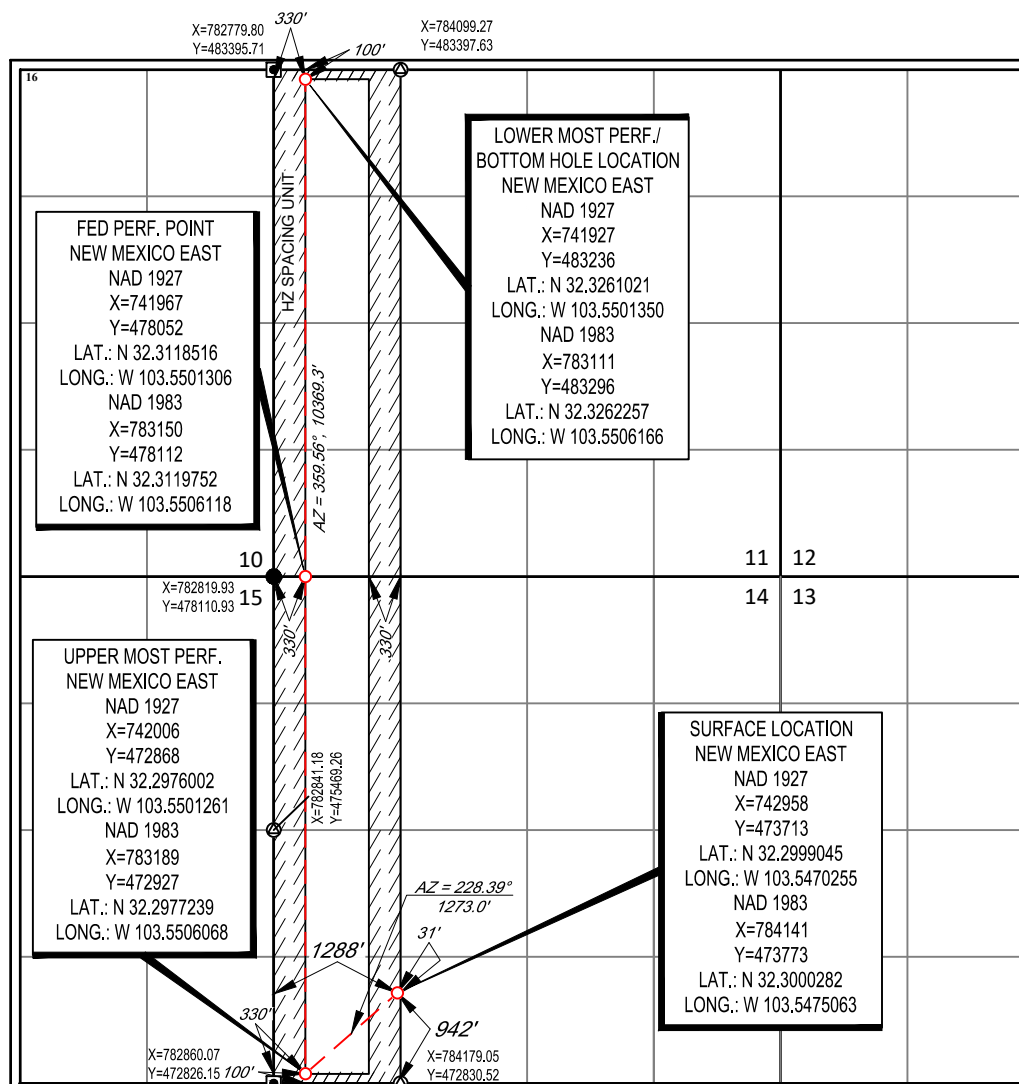 X=782779.80
Y=483395.71
330'
X=784099.27
Y=483397.63
100'
16
LOWER MOST PERF./
BOTTOM HOLE LOCATION
NEW MEXICO EAST
NAD 1927
X=741927
Y=483236
LAT.: N 32.3261021
LONG.: W 103.5501350
NAD 1983
X=783111
Y=483296
LAT.: N 32.3262257
LONG.: W 103.5506166
HZ SPACING UNIT
FED PERF. POINT
NEW MEXICO EAST
NAD 1927
X=741967
Y=478052
LAT.: N 32.3118516
LONG.: W 103.5501306
NAD 1983
X=783150
Y=478112
LAT.: N 32.3119752
LONG.: W 103.5506118
AZ = 359.56°, 10369.3'
10
11
12
15
14
13
X=782819.93
Y=478110.93
330'
330'
UPPER MOST PERF.
NEW MEXICO EAST
NAD 1927
X=742006
Y=472868
LAT.: N 32.2976002
LONG.: W 103.5501261
NAD 1983
X=783189
Y=472927
LAT.: N 32.2977239
LONG.: W 103.5506068
X=782841.18
Y=475469.26
SURFACE LOCATION
NEW MEXICO EAST
NAD 1927
X=742958
Y=473713
LAT.: N 32.2999045
LONG.: W 103.5470255
NAD 1983
X=784141
Y=473773
LAT.: N 32.3000282
LONG.: W 103.5475063
AZ = 228.39°
1273.0'
31'
1288'
330'
942'
X=782860.07
Y=472826.15
100'
X=784179.05
Y=472830.52